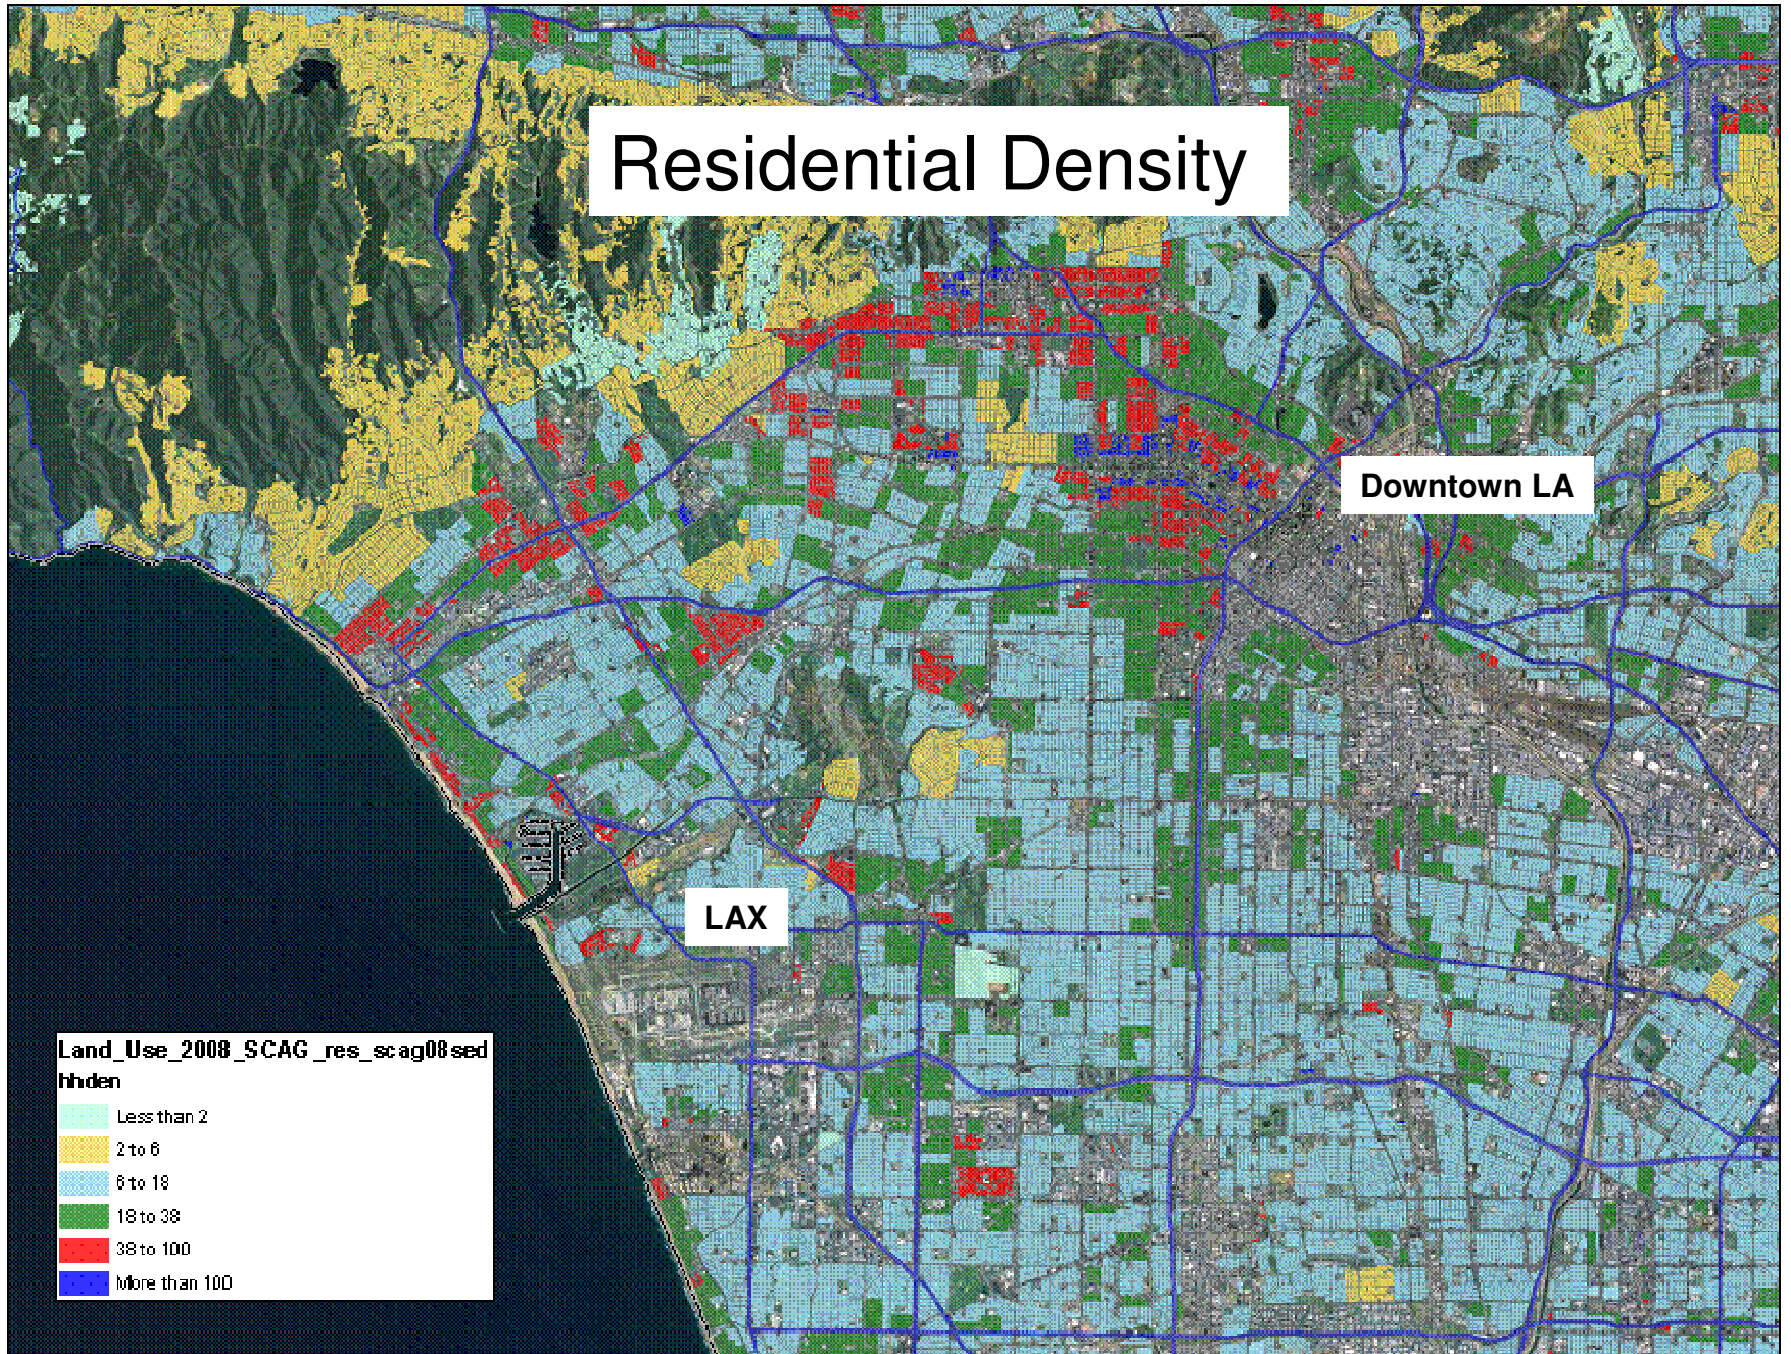 Residential Density
Downtown LA
LAX
Land_Use_2008_SCAG_res_scag08sed
hhden
Less than 2
2 to 6
6 to 18
18 to 38
38 to 100
More than 100